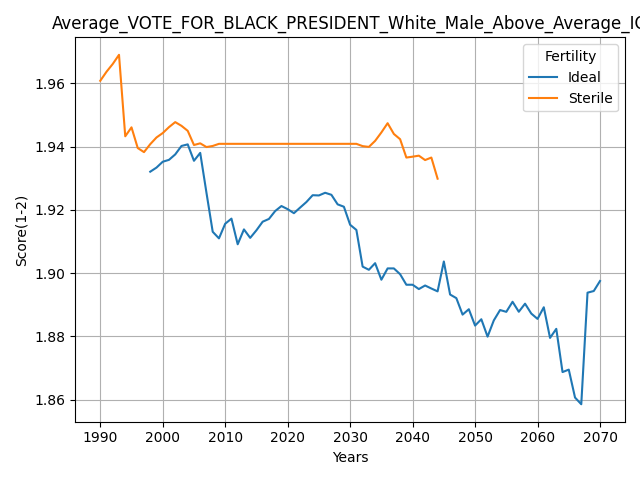 Average_VOTE_FOR_BLACK_PRESIDENT_White_Male_Above_Average_IQ
Fertility
Ideal
Sterile
Score(1-2)
1.96
1.94
1.92
1.90
1.88
1.86
1990 2000 2010 2020 2030 2040 2050 2060 2070
Years